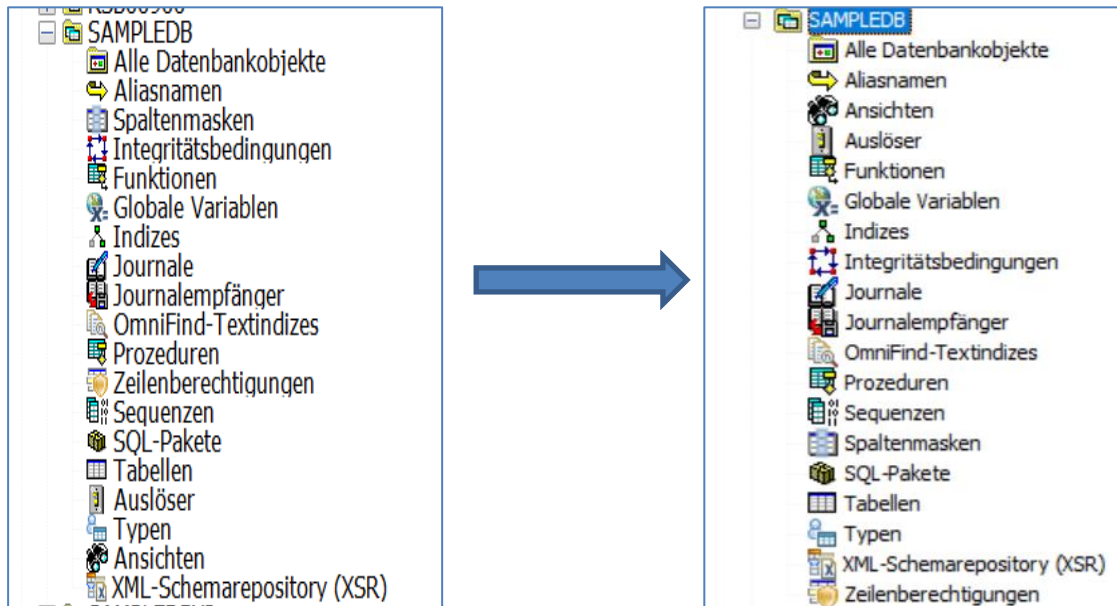 SAMPLEDB
Alle Datenbankobjekte
Aliasnamen
Spaltenmasken
Integritätsbedingungen
Funktionen
Globale Variablen
Indizes
Journale
Journalempfänger
OmniFind-Textindizes
Prozeduren
Zeilenberechtigungen
Sequenzen
SQL-Pakete
Tabellen
Auslöser
Typen
Ansichten
XML-Schemarepository (XSR)
SAMPLEDB
Alle Datenbankobjekte
Aliasnamen
Ansichten
Auslöser
Funktionen
Globale Variablen
Indizes
Integritätsbedingungen
Journale
Journalempfänger
OmniFind-Textindizes
Prozeduren
Sequenzen
Spaltenmasken
SQL-Pakete
Tabellen
Typen
XML-Schemarepository (XSR)
Zeilenberechtigungen